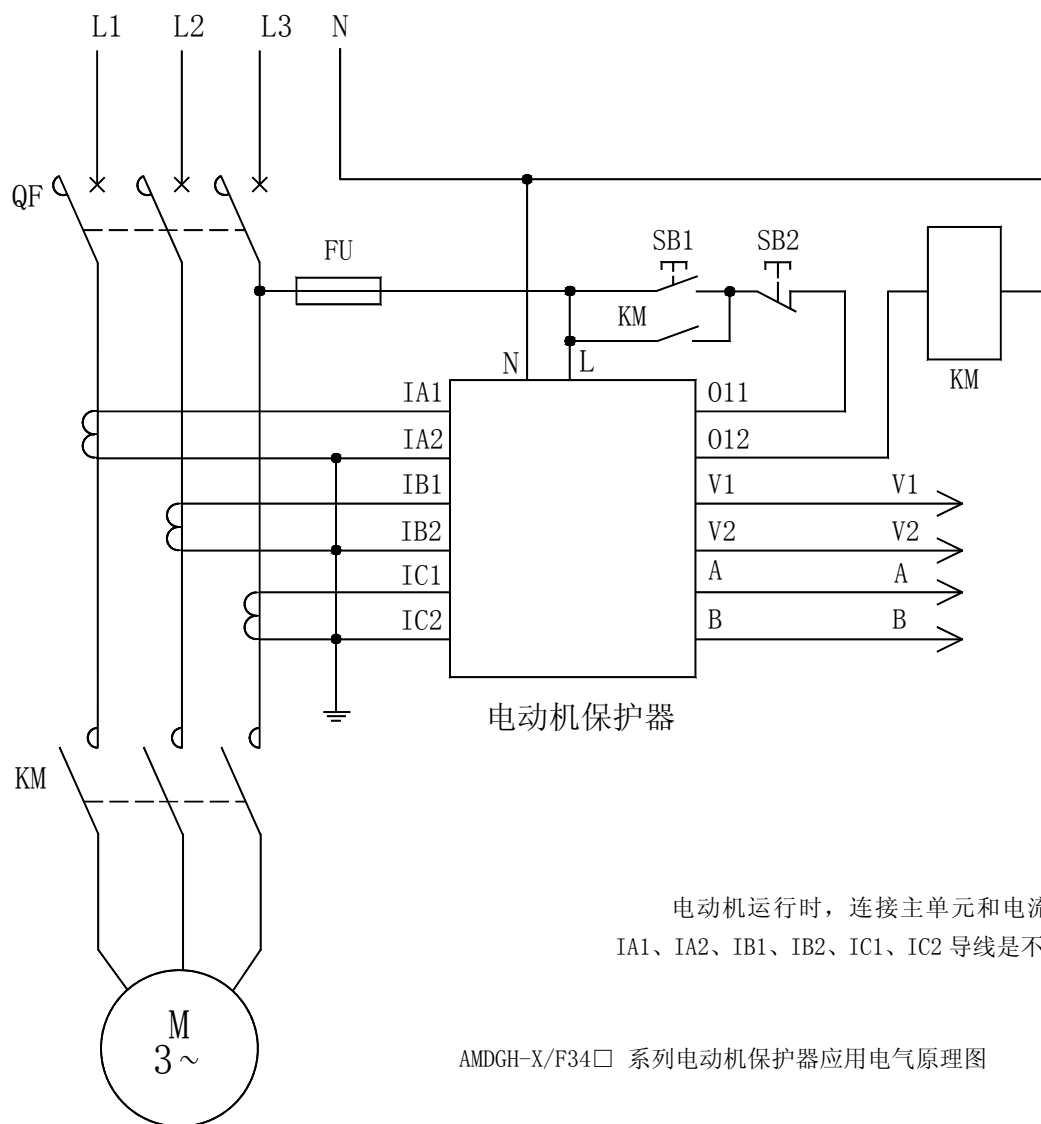 L1 L2 L3 N
QF
FU
SB1 SB2
KM
KM
N L
IA1
IA2
IB1
IB2
IC1
IC2
O11
O12
V1 V1
V2 V2
A A
B B
电动机保护器
KM
电动机运行时，连接主单元和电流
IA1、IA2、IB1、IB2、IC1、IC2 导线是不
M
3~
AMDGH-X/F34□ 系列电动机保护器应用电气原理图